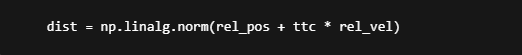 dist = np.linalg.norm(rel_pos + ttc * rel_vel)